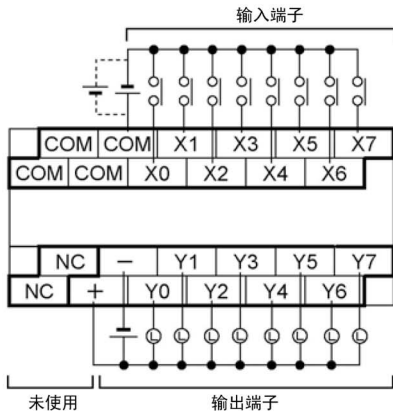 输入端子
COM COM X1 X3 X5 X7
COM COM X0 X2 X4 X6
NC − Y1 Y3 Y5 Y7
NC + Y0 Y2 Y4 Y6
L L L L L L L L
未使用 输出端子